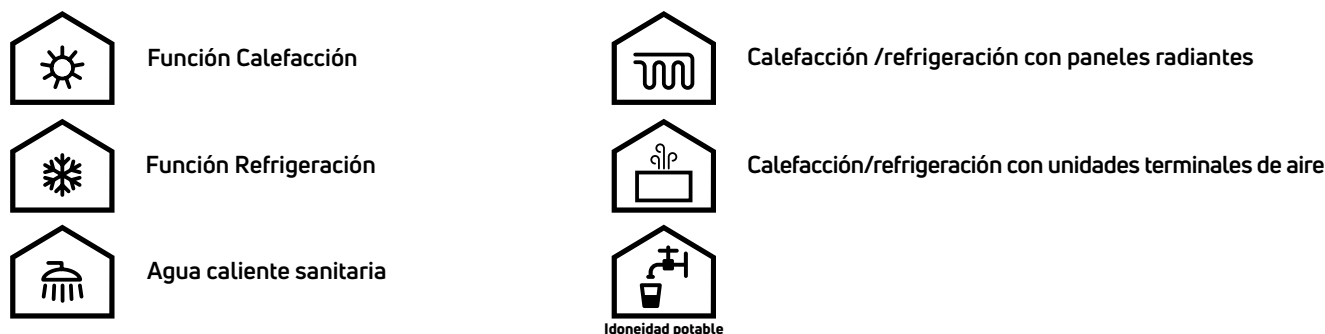 Función Calefacción
Función Refrigeración
Agua caliente sanitaria
Calefacción /refrigeración con paneles radiantes
Calefacción/refrigeración con unidades terminales de aire
Idoneidad potable